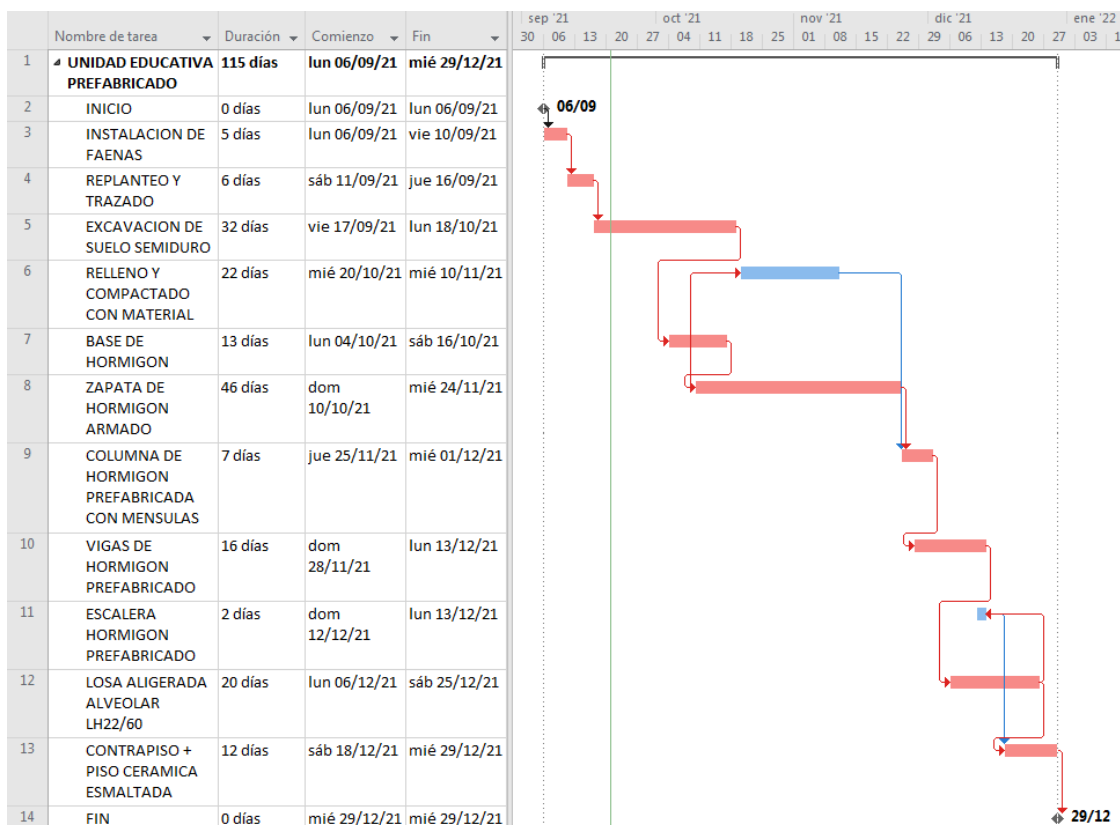 sep '21 oct '21 nov '21 dic '21 ene '22
Nombre de tarea Duración Comienzo Fin 30 06 13 20 27 04 11 18 25 01 08 15 22 29 06 13 20 27 03
1 UNIDAD EDUCATIVA 115 días lun 06/09/21 mié 29/12/21
PREFABRICADO
2 INICIO 0 días lun 06/09/21 lun 06/09/21 06/09
3 INSTALACION DE 5 días lun 06/09/21 vie 10/09/21
FAENAS
4 REPLANTEO Y 6 días sáb 11/09/21 jue 16/09/21
TRAZADO
5 EXCAVACION DE 32 días vie 17/09/21 lun 18/10/21
SUELO SEMIDURO
6 RELLENO Y 22 días mié 20/10/21 mié 10/11/21
COMPACTADO
CON MATERIAL
7 BASE DE 13 días lun 04/10/21 sáb 16/10/21
HORMIGON
8 ZAPATA DE 46 días dom mié 24/11/21
HORMIGON 10/10/21
ARMADO
9 COLUMNA DE 7 días jue 25/11/21 mié 01/12/21
HORMIGON
PREFABRICADA
CON MENSULAS
10 VIGAS DE 16 días dom lun 13/12/21
HORMIGON 28/11/21
PREFABRICADO
11 ESCALERA 2 días dom lun 13/12/21
HORMIGON 12/12/21
PREFABRICADO
12 LOSA ALIGERADA 20 días lun 06/12/21 sáb 25/12/21
ALVEOLAR
LH22/60
13 CONTRAPISO + 12 días sáb 18/12/21 mié 29/12/21
PISO CERAMICA
ESMALTADA
14 FIN 0 días mié 29/12/21 mié 29/12/21 29/12